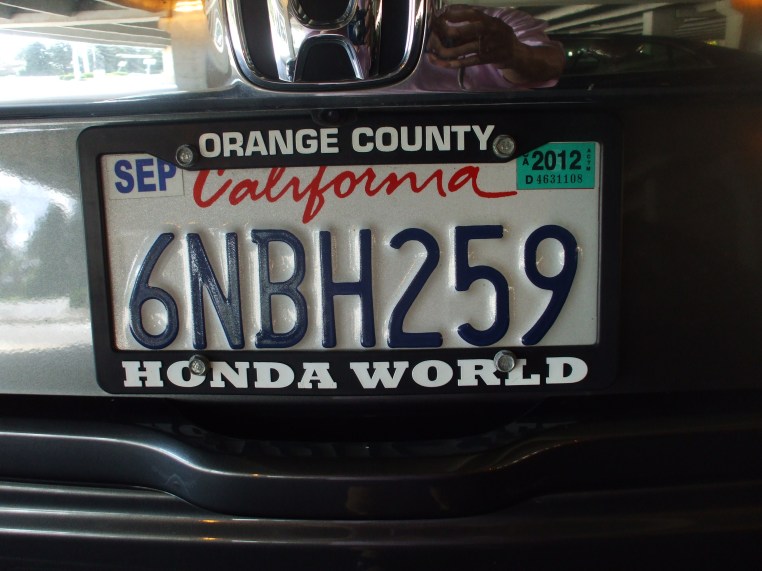 ORANGE COUNTY
SEP California 2012
D 4631108
6NBH259
HONDA WORLD